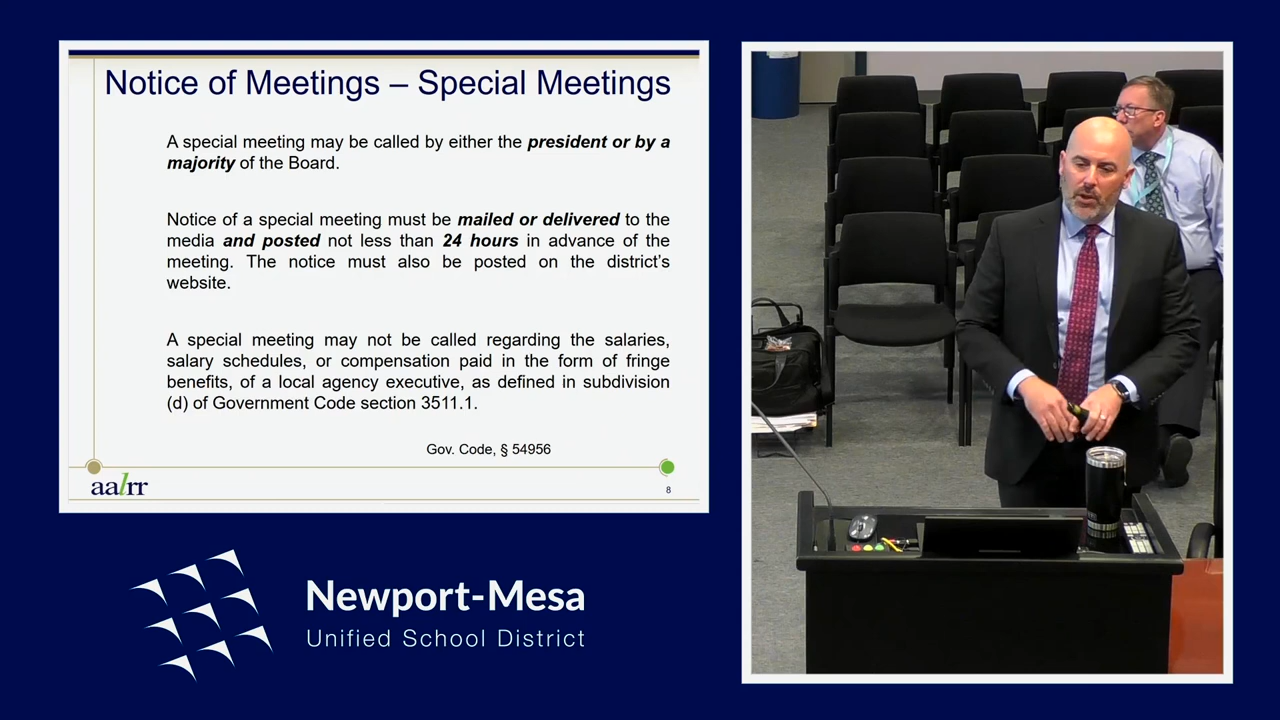 Notice of Meetings – Special Meetings
A special meeting may be called by either the president or by a
majority of the Board.
Notice of a special meeting must be mailed or delivered to the
media and posted not less than 24 hours in advance of the
meeting. The notice must also be posted on the district's
website.
A special meeting may not be called regarding the salaries,
salary schedules, or compensation paid in the form of fringe
benefits, of a local agency executive, as defined in subdivision
(d) of Government Code section 3511.1.
Gov. Code, § 54956
aalrr
8
Newport-Mesa
Unified School District